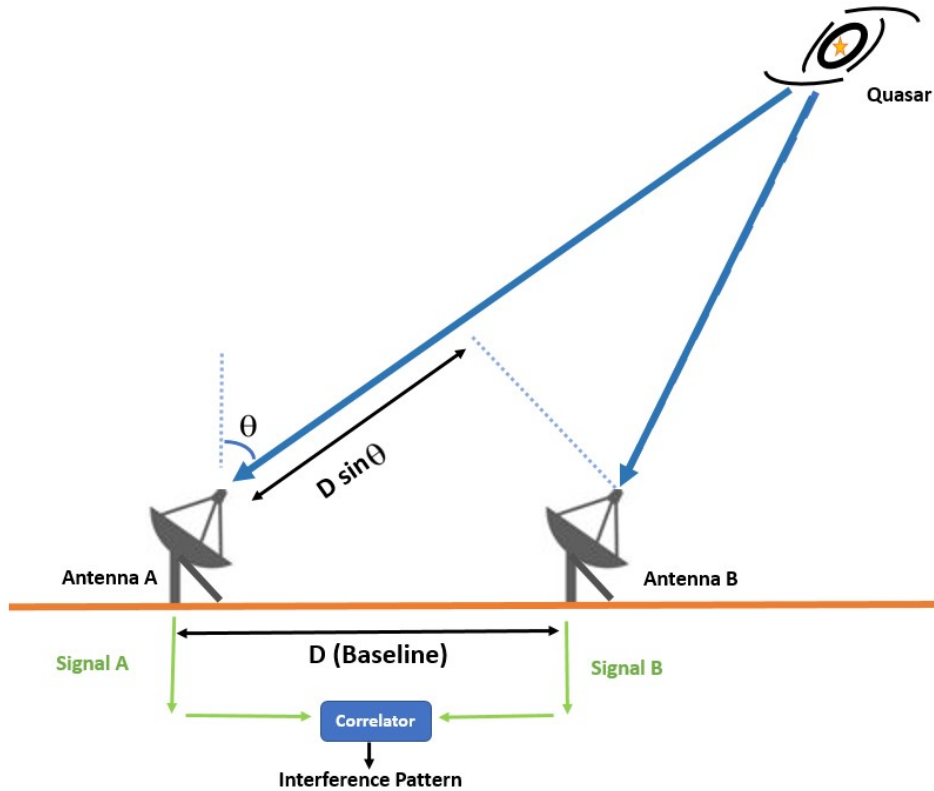 Quasar
θ
D sinθ
Antenna A
Antenna B
D (Baseline)
Signal A
Signal B
Correlator
Interference Pattern